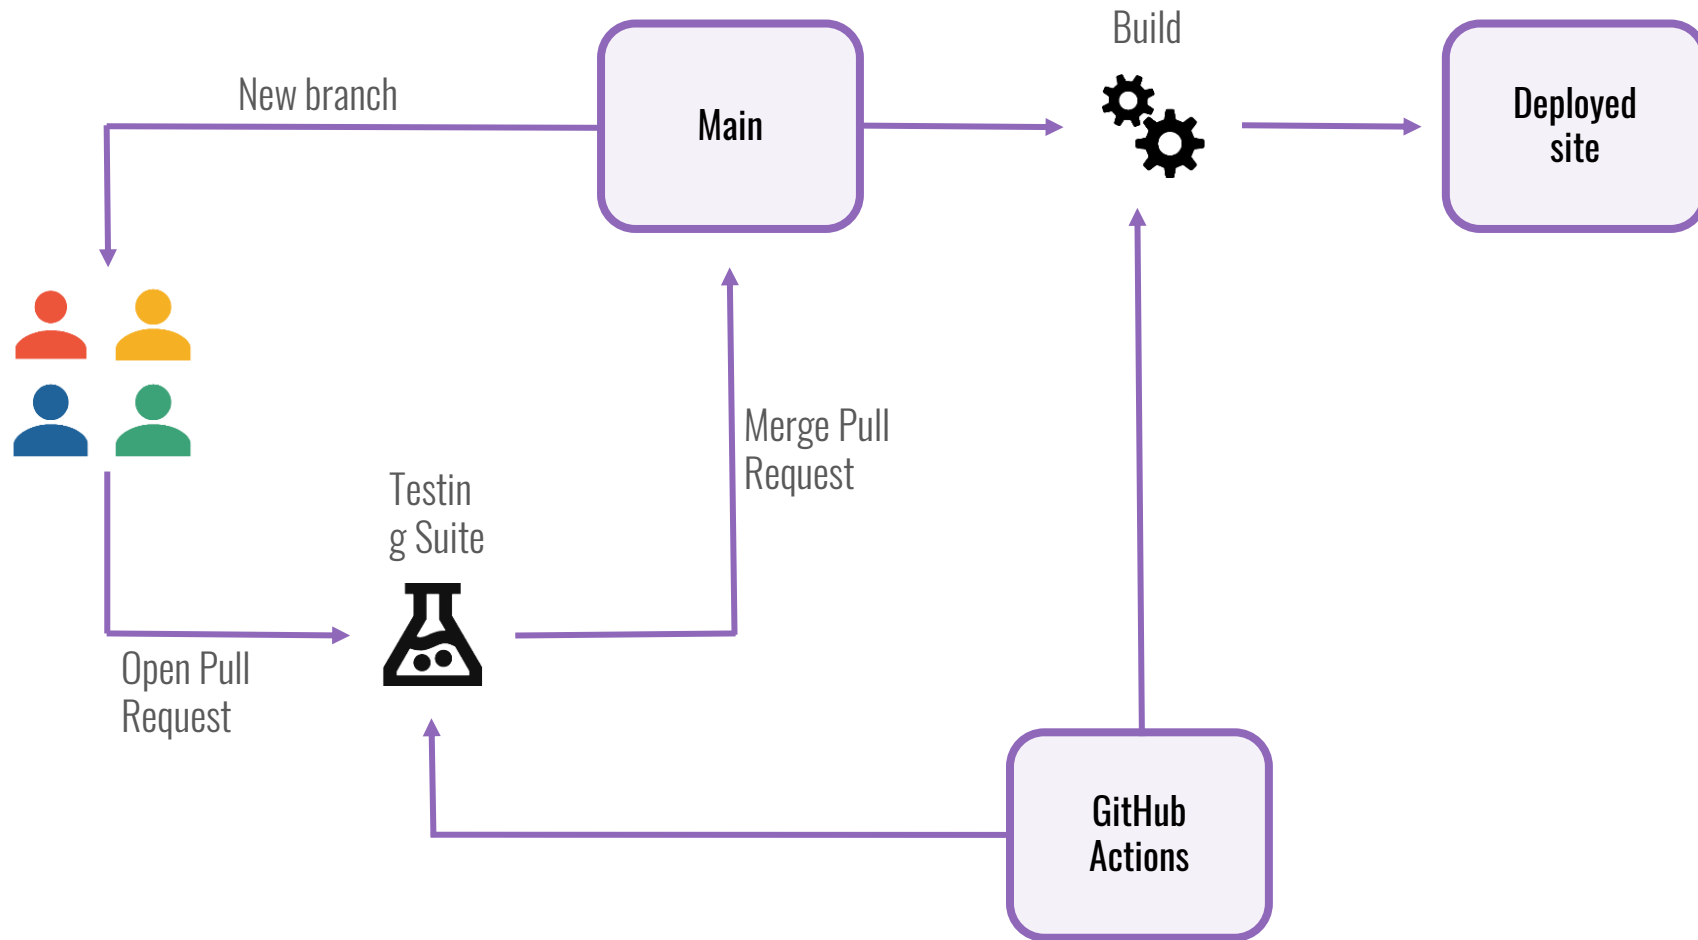 Build
New branch
Main
Deployed
site
Merge Pull
Request
Testin
g Suite
Open Pull
Request
GitHub
Actions